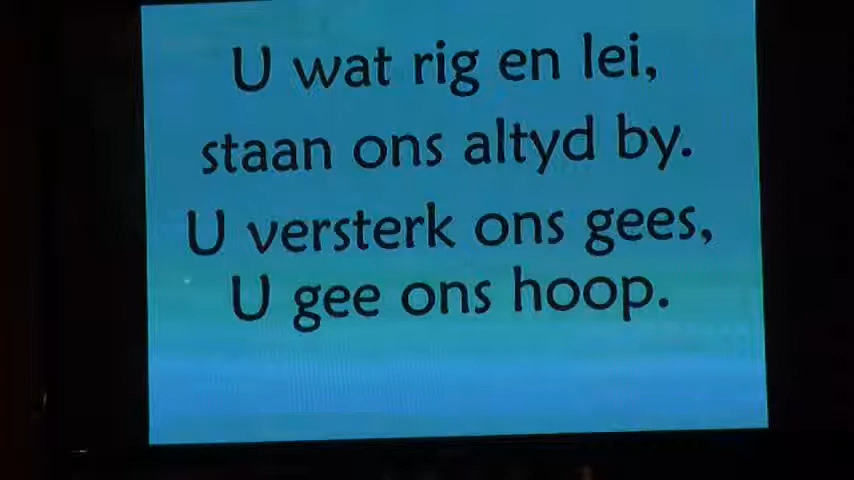 U wat rig en lei,
staan ons altyd by.
U versterk ons gees,
U gee ons hoop.